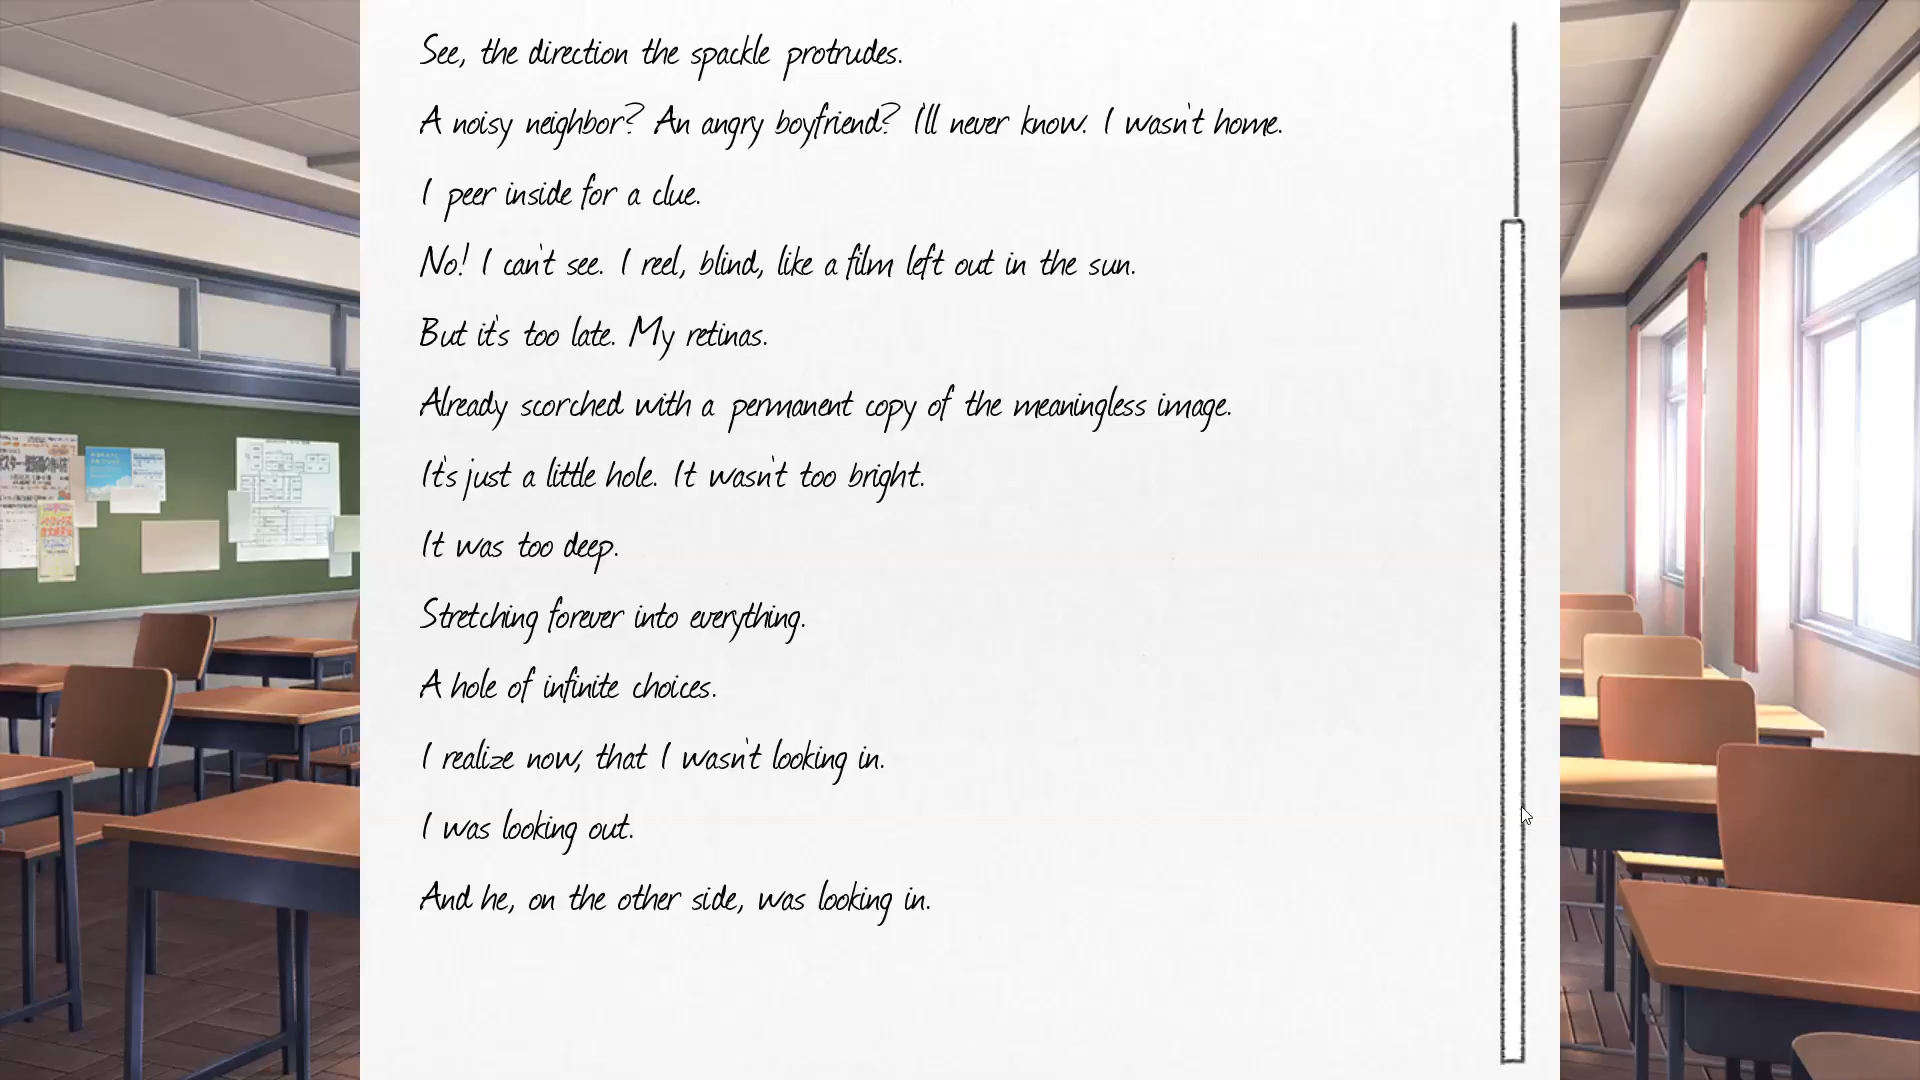 See, the direction the spackle protrudes.
A noisy neighbor? An angry boyfriend? I'll never know. I wasn't home.
I peer inside for a clue.
No! I can't see. I reel, blind, like a film left out in the sun.
But it's too late. My retinas.
Already scorched with a permanent copy of the meaningless image.
It's just a little hole. It wasn't too bright.
It was too deep.
Stretching forever into everything.
A hole of infinite choices.
I realize now, that I wasn't looking in.
I was looking out.
And he, on the other side, was looking in.